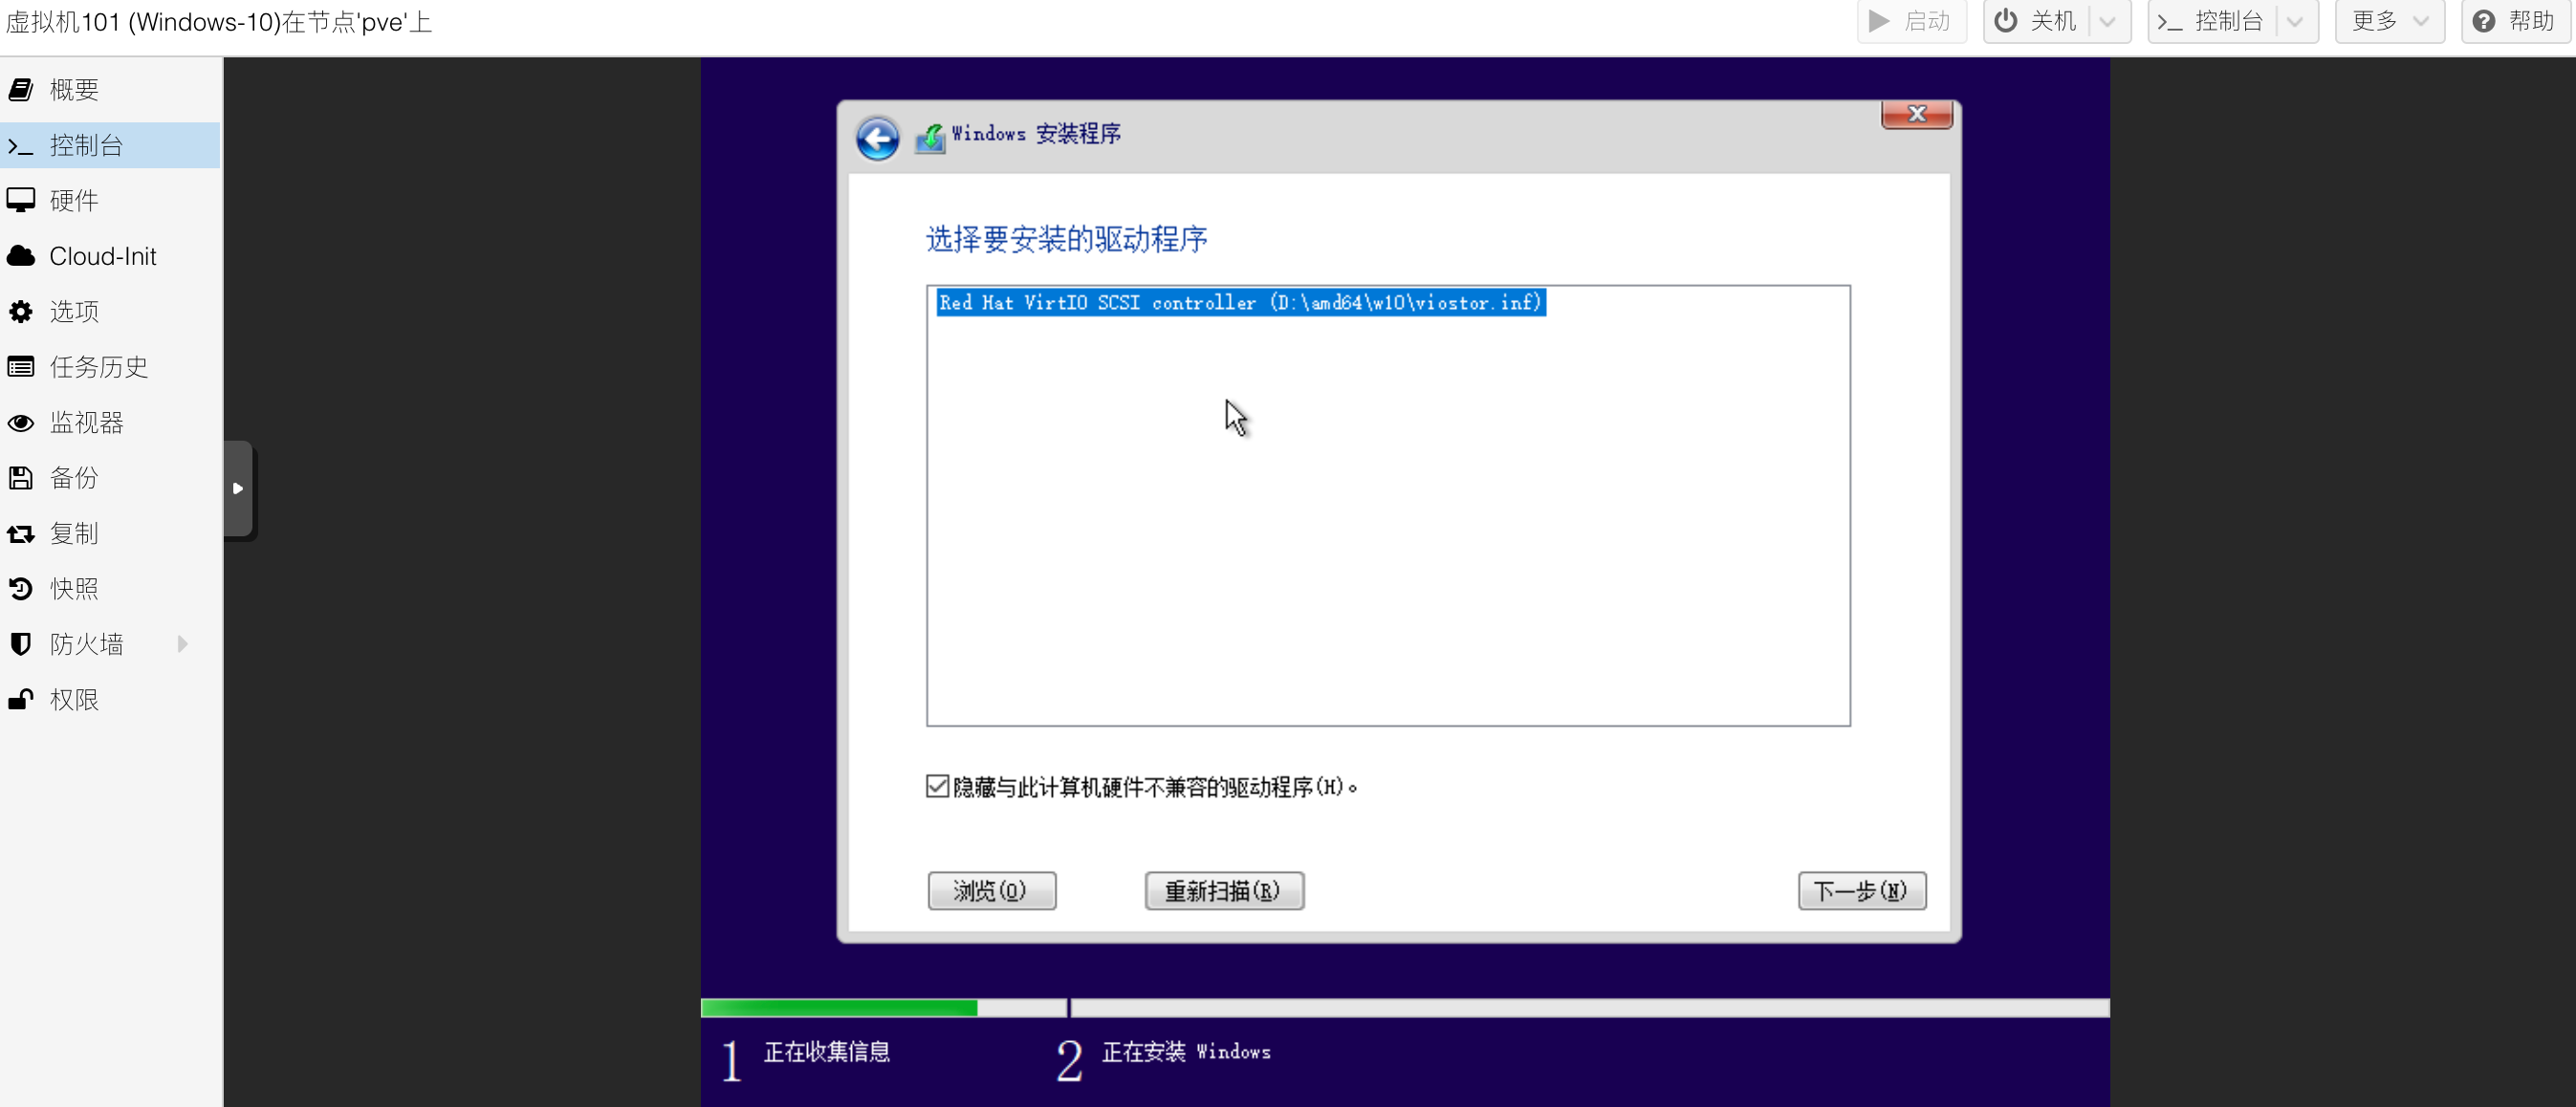 虚拟机101 (Windows-10)在节点'pve'上
启动
关机
控制台
更多
帮助
概要
控制台
硬件
Cloud-Init
选项
任务历史
监视器
备份
复制
快照
防火墙
权限
Windows 安装程序
选择要安装的驱动程序
Red Hat VirtIO SCSI controller (D:\amd64\w10\viostor.inf)
隐藏与此计算机硬件不兼容的驱动程序(H)。
浏览(O)
重新扫描(R)
下一步(N)
1 正在收集信息
2 正在安装 Windows